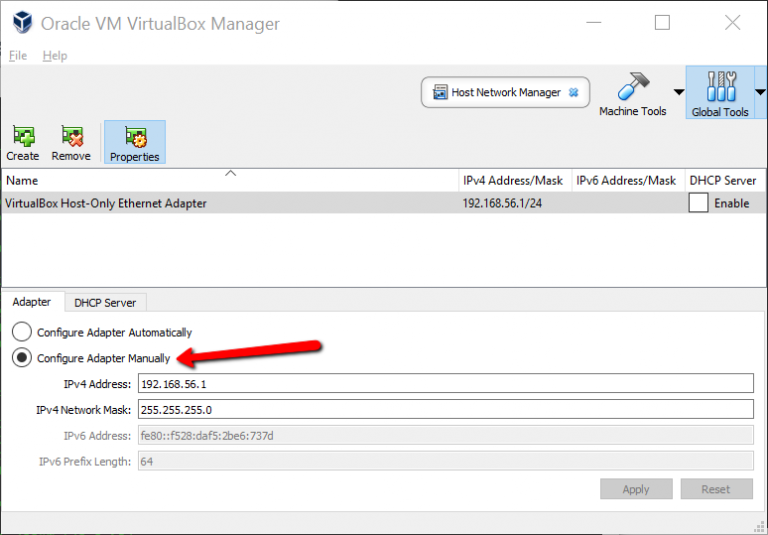 Oracle VM VirtualBox Manager
File Help
Host Network Manager
Machine Tools
Global Tools
Create Remove Properties
Name IPv4 Address/Mask IPv6 Address/Mask DHCP Server
VirtualBox Host-Only Ethernet Adapter 192.168.56.1/24 Enable
Adapter DHCP Server
Configure Adapter Automatically
Configure Adapter Manually
IPv4 Address: 192.168.56.1
IPv4 Network Mask: 255.255.255.0
IPv6 Address: fe80::f528:daf5:2be6:737d
IPv6 Prefix Length: 64
Apply Reset